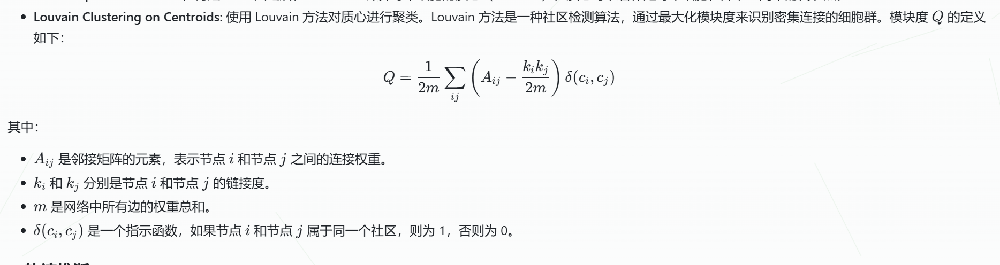 Louvain Clustering on Centroids: 使用 Louvain 方法对质心进行聚类。Louvain 方法是一种社区检测算法，通过最大化模块度来识别密集连接的细胞群。模块度 Q 的定义
如下：
Q = \frac{1}{2m} \sum_{ij} \left( A_{ij} - \frac{k_i k_j}{2m} \right) \delta(c_i, c_j)
其中：
A_{ij} 是邻接矩阵的元素，表示节点 i 和节点 j 之间的连接权重。
k_i 和 k_j 分别是节点 i 和节点 j 的链接度。
m 是网络中所有边的权重总和。
δ(c_i, c_j) 是一个指示函数，如果节点 i 和节点 j 属于同一个社区，则为 1，否则为 0。